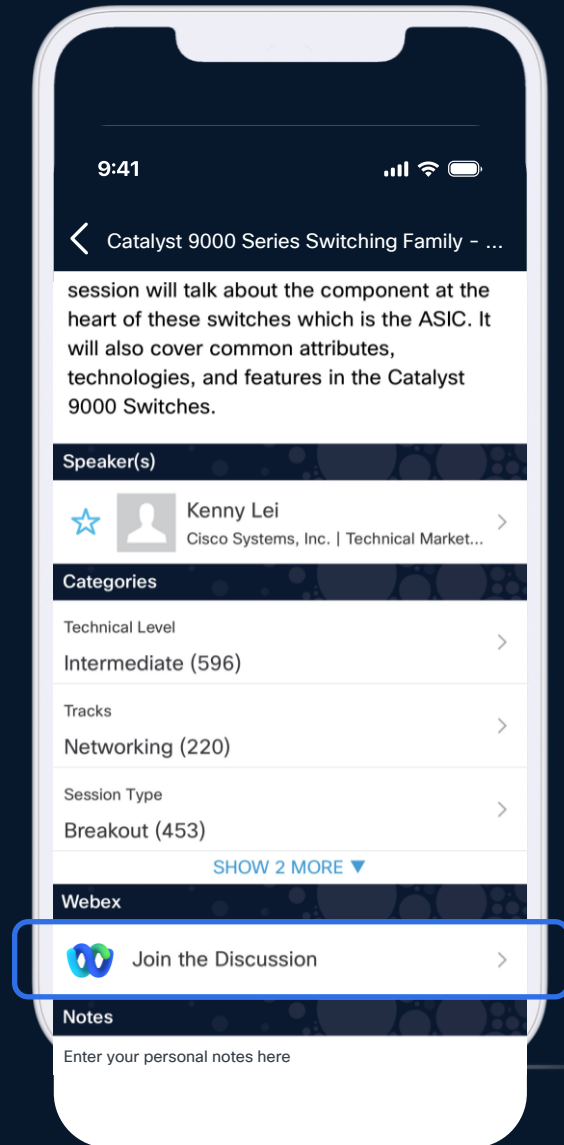 9:41
Catalyst 9000 Series Switching Family - ...
session will talk about the component at the
heart of these switches which is the ASIC. It
will also cover common attributes,
technologies, and features in the Catalyst
9000 Switches.
Speaker(s)
Kenny Lei
Cisco Systems, Inc. | Technical Market...
Categories
Technical Level
Intermediate (596)
Tracks
Networking (220)
Session Type
Breakout (453)
SHOW 2 MORE ▼
Webex
Join the Discussion
Notes
Enter your personal notes here